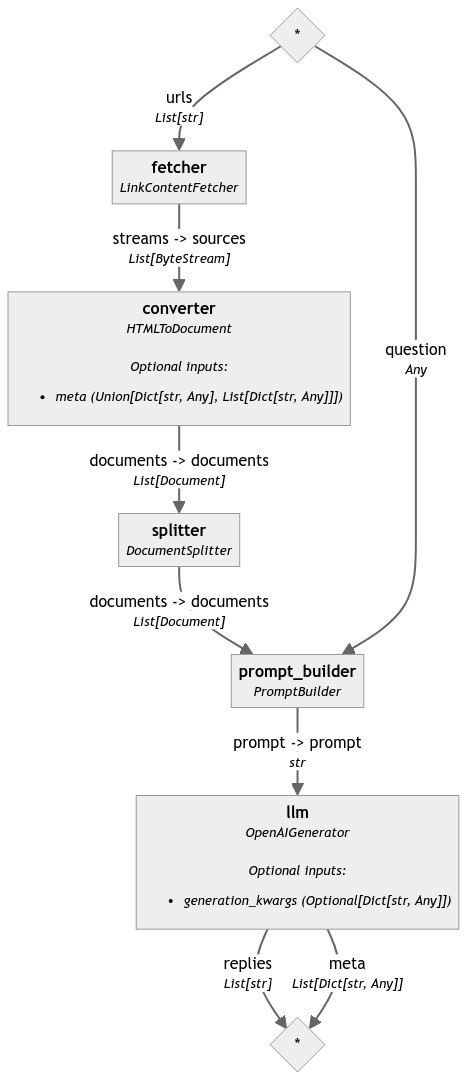 *
urls
List[str]
fetcher
LinkContentFetcher
streams -> sources
List[ByteStream]
converter
HTMLToDocument
Optional inputs:
• meta (Union[Dict[str, Any], List[Dict[str, Any]]])
question
Any
documents -> documents
List[Document]
splitter
DocumentSplitter
documents -> documents
List[Document]
prompt_builder
PromptBuilder
prompt -> prompt
str
llm
OpenAIGenerator
Optional inputs:
• generation_kwargs (Optional[Dict[str, Any]])
replies
List[str]
meta
List[Dict[str, Any]]
*